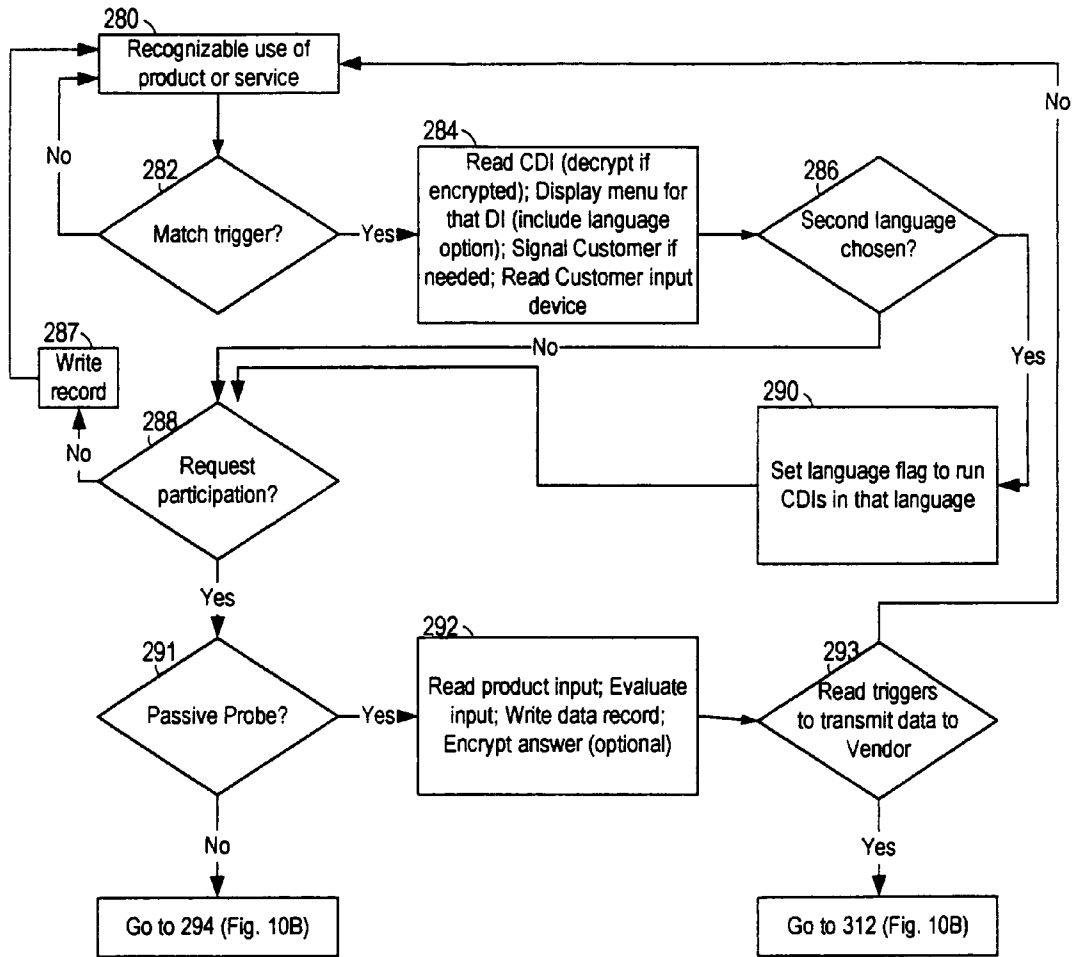 280
Recognizable use of
product or service
No
No
282
Match trigger?
Yes
284
Read CDI (decrypt if
encrypted); Display menu for
that DI (include language
option); Signal Customer if
needed; Read Customer input
device
286
Second language
chosen?
No
Yes
287
Write
record
288
No
Request
participation?
290
Set language flag to run
CDIs in that language
Yes
291
Passive Probe?
Yes
292
Read product input; Evaluate
input; Write data record;
Encrypt answer (optional)
293
Read triggers
to transmit data to
Vendor
No
Yes
Go to 294 (Fig. 10B)
Go to 312 (Fig. 10B)